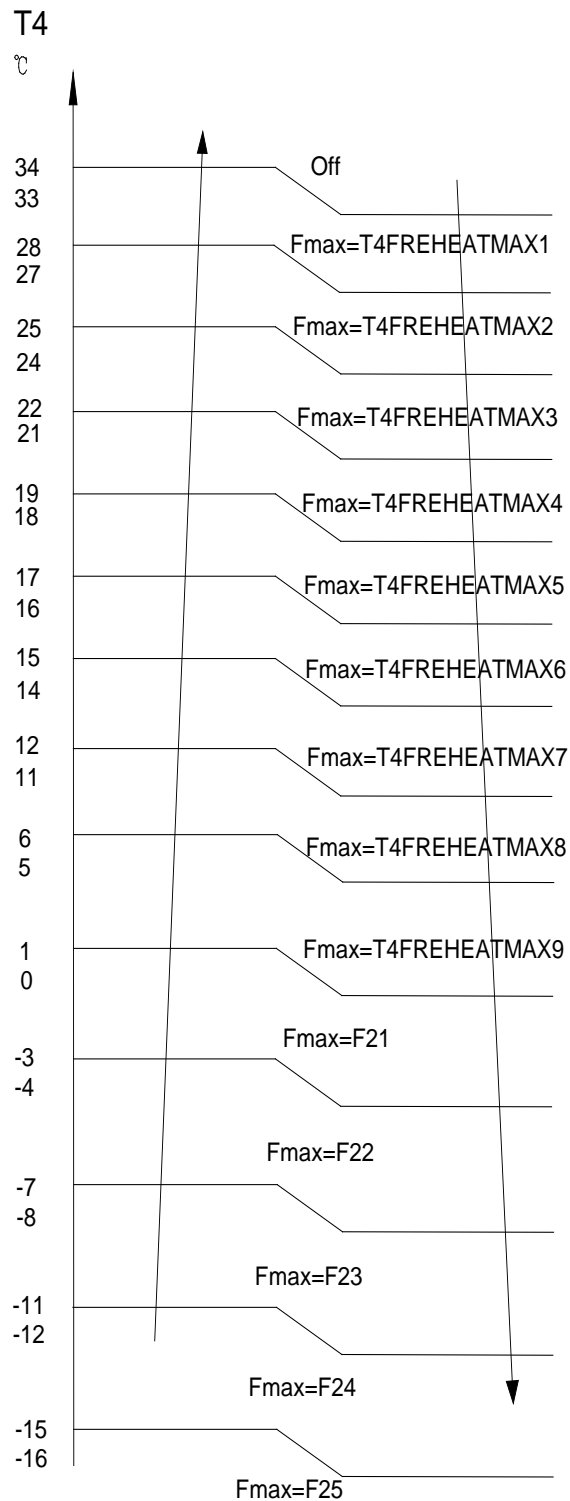 T4
℃
34
Off
33
Fmax=T4FREHEATMAX1
28
27
Fmax=T4FREHEATMAX2
25
24
22
Fmax=T4FREHEATMAX3
21
19
Fmax=T4FREHEATMAX4
18
17
Fmax=T4FREHEATMAX5
16
15
Fmax=T4FREHEATMAX6
14
12
Fmax=T4FREHEATMAX7
11
6
Fmax=T4FREHEATMAX8
5
1
Fmax=T4FREHEATMAX9
0
Fmax=F21
-3
-4
Fmax=F22
-7
-8
Fmax=F23
-11
-12
Fmax=F24
-15
-16
Fmax=F25